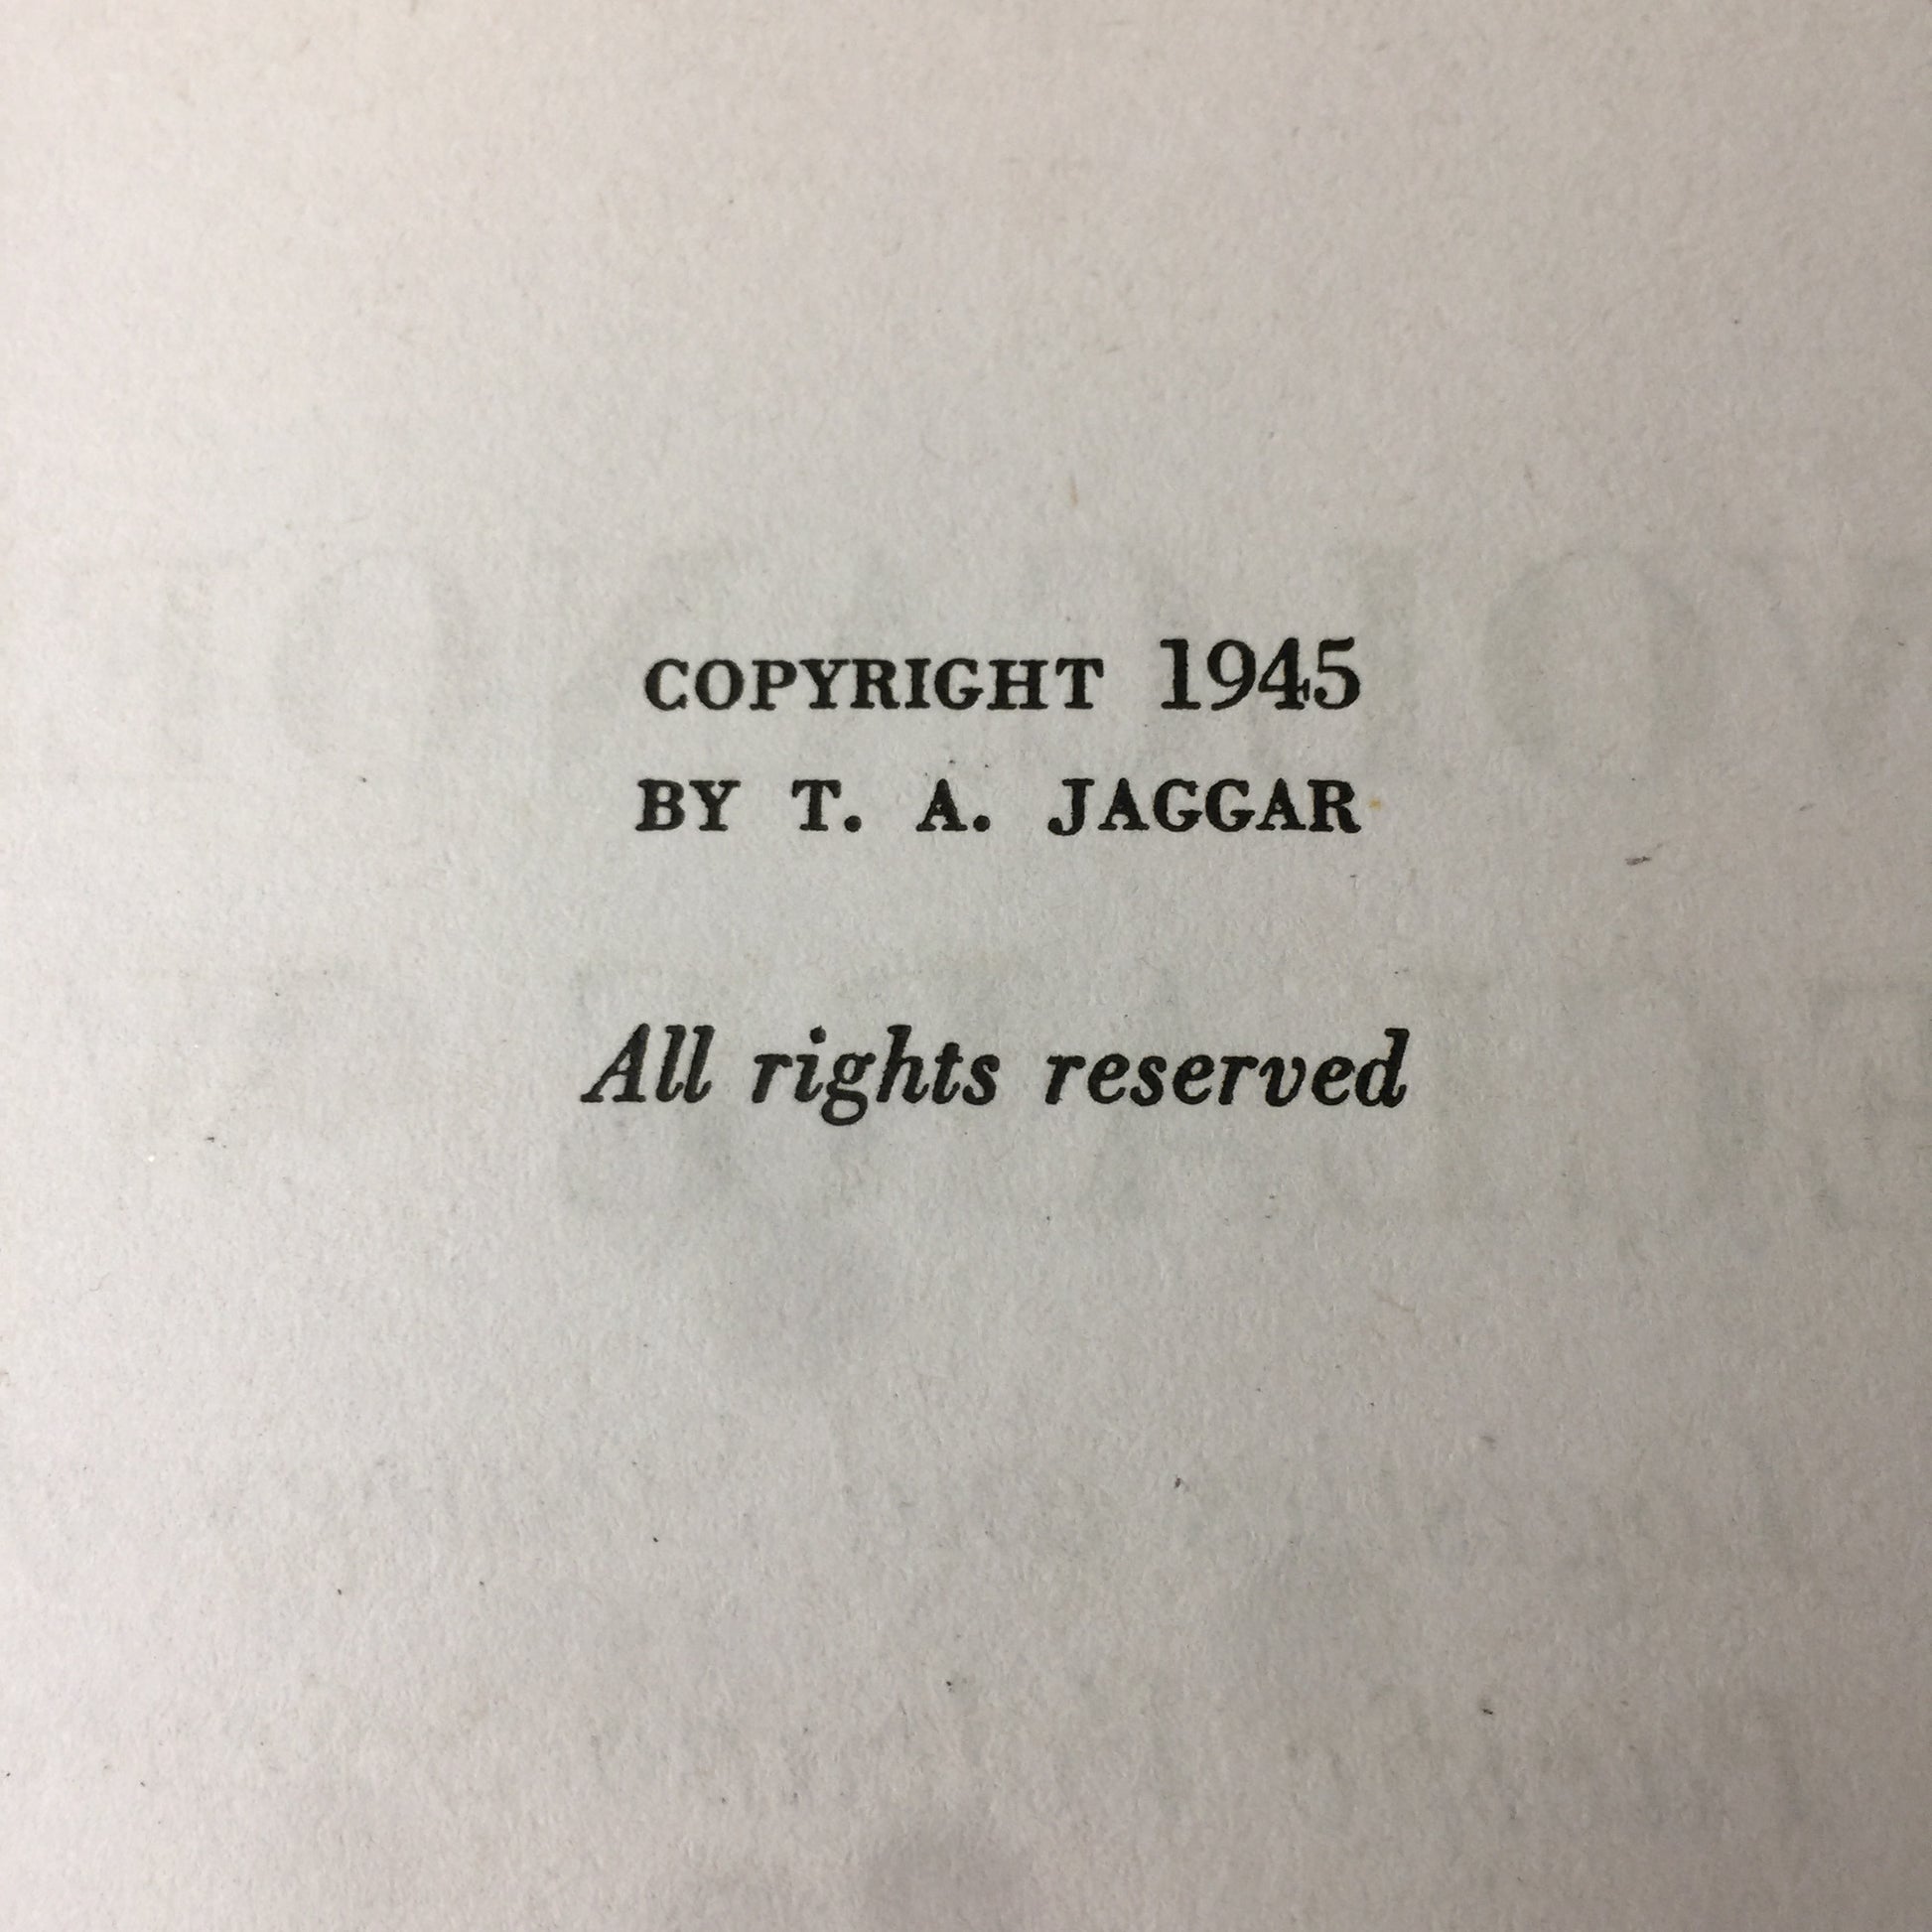 COPYRIGHT 1945
BY T. A. JAGGAR
All rights reserved